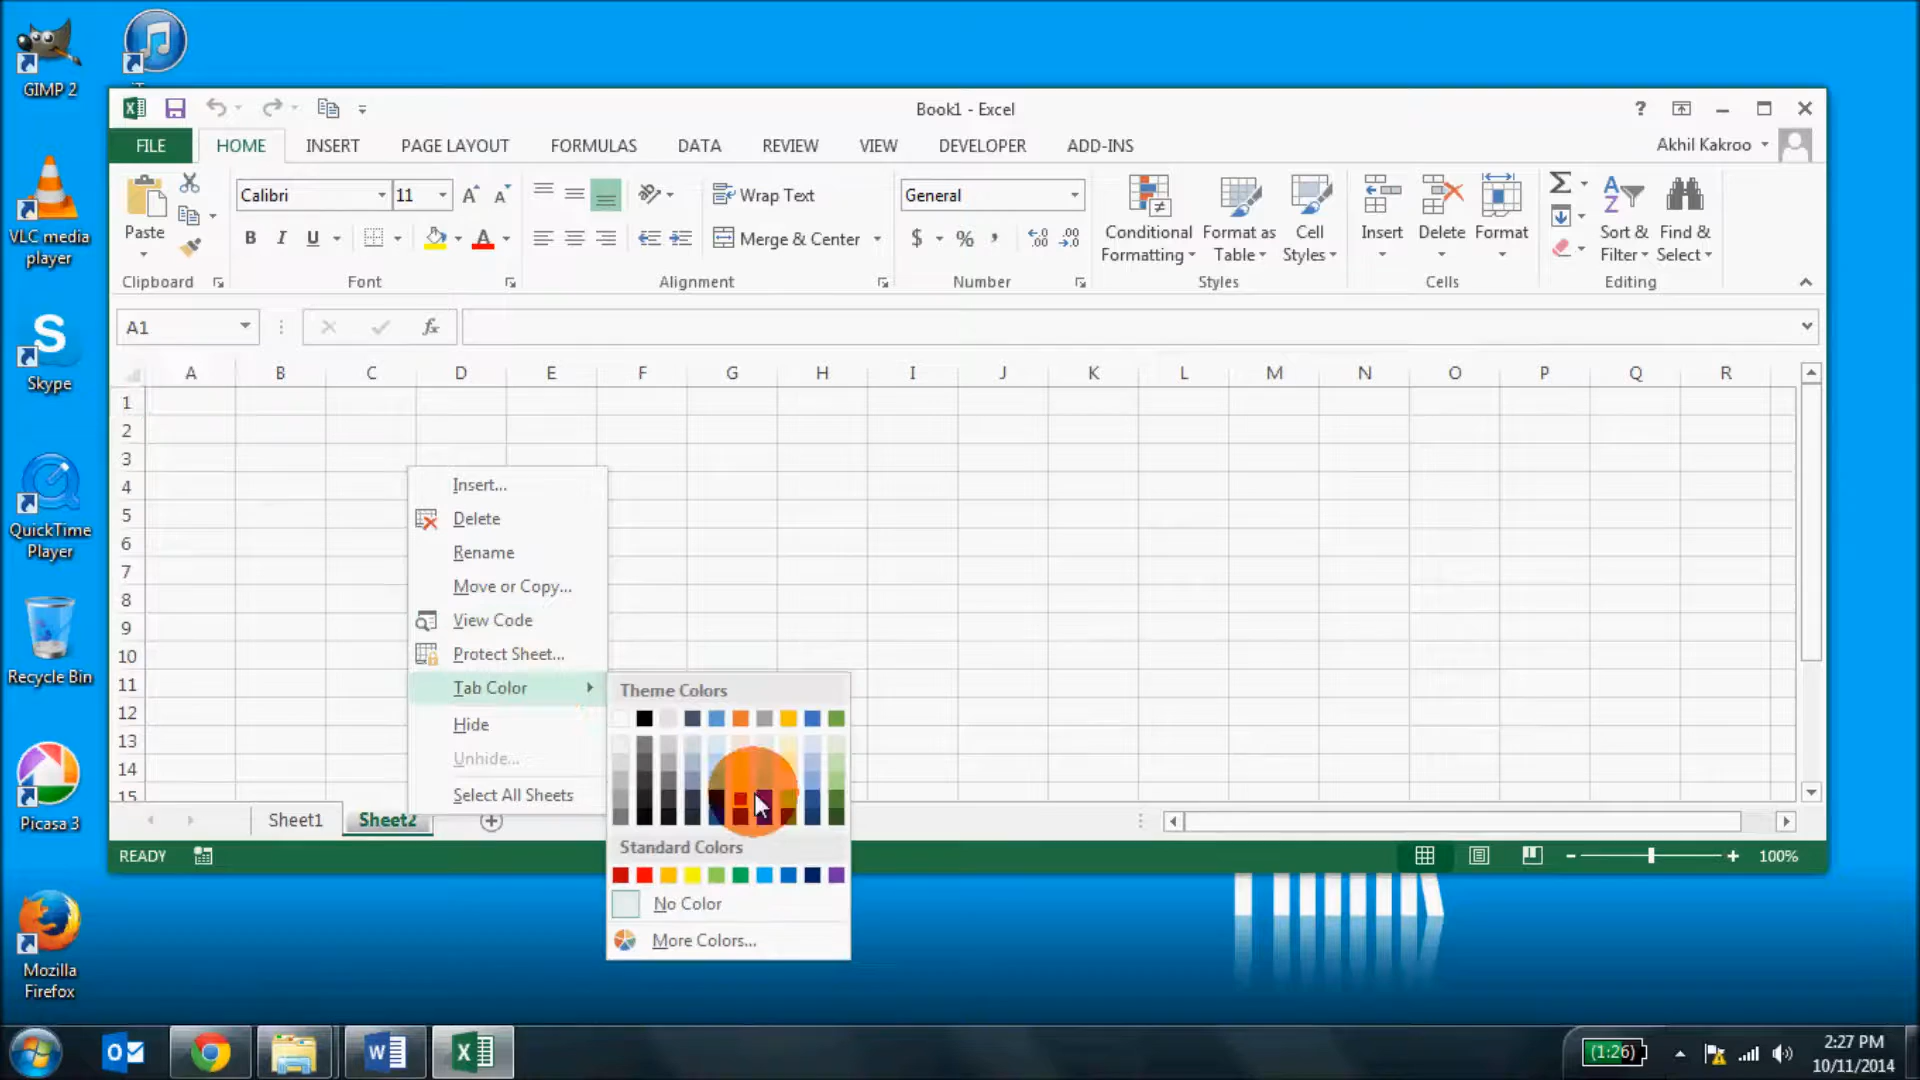 GIMP 2
Book1 - Excel
?
FILE HOME INSERT PAGE LAYOUT FORMULAS DATA REVIEW VIEW DEVELOPER ADD-INS
Akhil Kakroo
Calibri 11
Wrap Text
General
Paste
B I U A
Merge & Center
$ % ,
Conditional Formatting
Format as Table
Cell Styles
Insert Delete Format
Sort & Filter
Find & Select
Clipboard Font Alignment Number Styles Cells Editing
A1
fx
A B C D E F G H I J K L M N O P Q R
1
2
3
4
5
6
7
8
9
10
11
12
13
14
15
Insert...
Delete
Rename
Move or Copy...
View Code
Protect Sheet...
Tab Color
Hide
Unhide...
Select All Sheets
Theme Colors
Standard Colors
No Color
More Colors...
Sheet1 Sheet2
READY
100%
VLC media player
Skype
QuickTime Player
Recycle Bin
Picasa 3
Mozilla Firefox
(1:26)
2:27 PM
10/11/2014